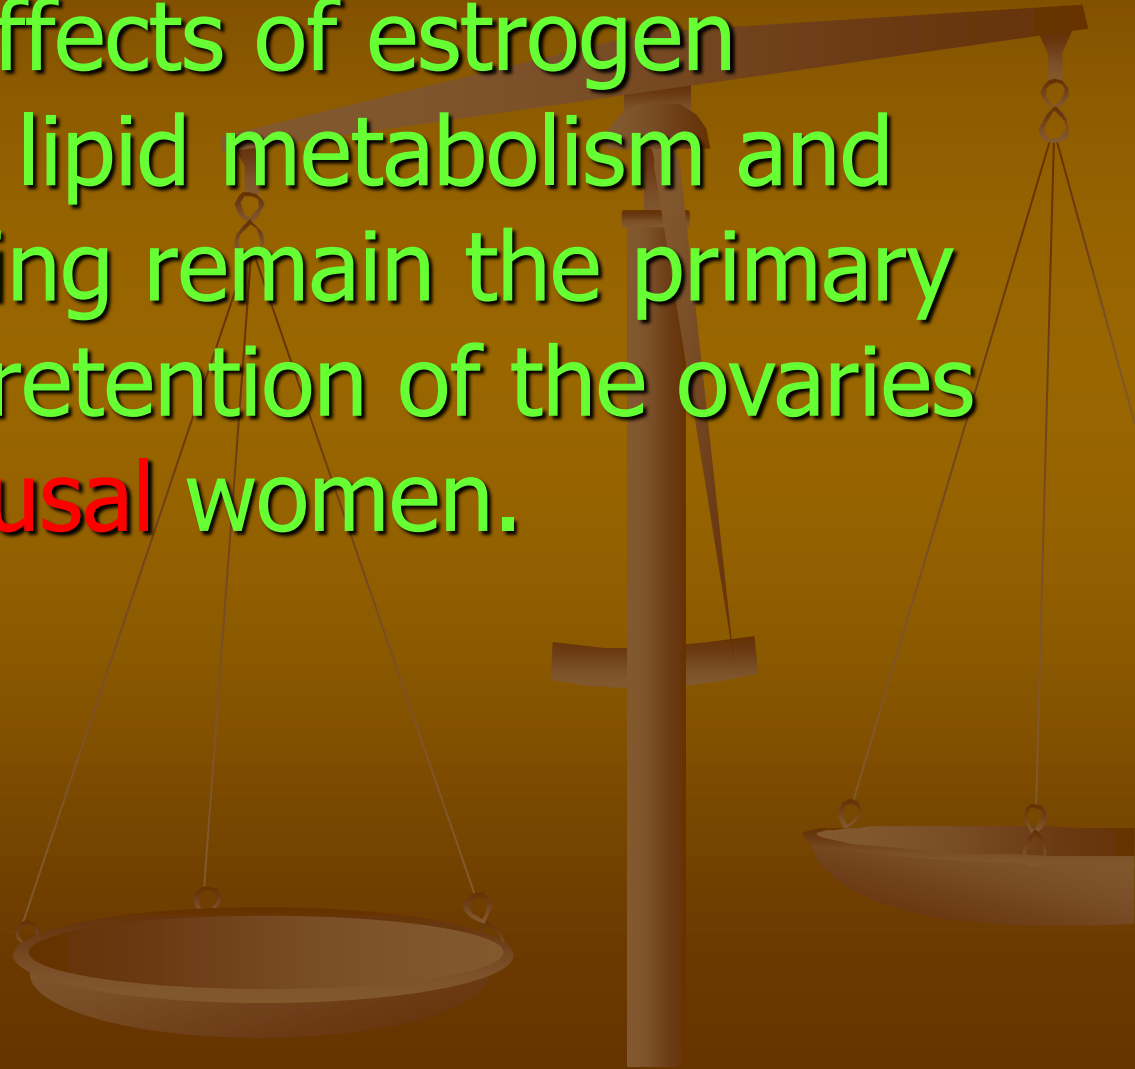 ffects of estrogen
lipid metabolism and
ing remain the primary
retention of the ovaries
usal women.